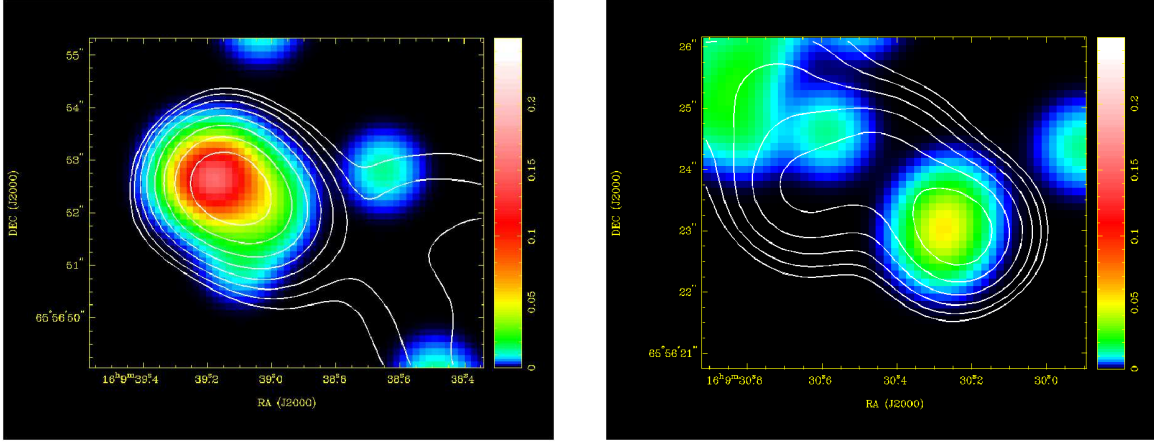 55"
54"
53"
52"
51"
65°56'50"
DEC (J2000)
16ʰ9ᵐ39ˢ.4
39ˢ.2
39ˢ.0
38ˢ.8
38ˢ.6
38ˢ.4
RA (J2000)
0.2
0.15
0.1
0.05
0
26"
25"
24"
23"
22"
65°56'21"
DEC (J2000)
16ʰ9ᵐ30ˢ.8
30ˢ.6
30ˢ.4
30ˢ.2
30ˢ.0
RA (J2000)
0.2
0.15
0.1
0.05
0